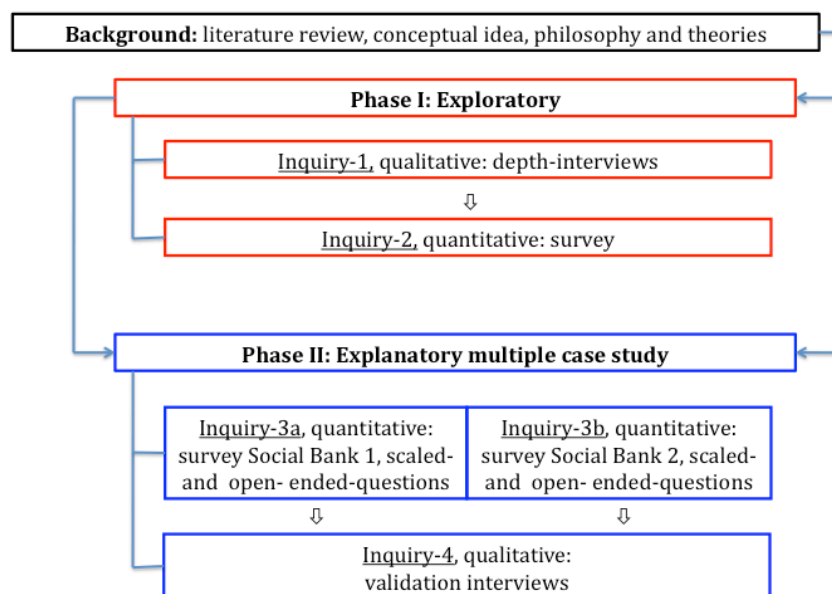 Background: literature review, conceptual idea, philosophy and theories
Phase I: Exploratory
Inquiry-1, qualitative: depth-interviews
Inquiry-2, quantitative: survey
Phase II: Explanatory multiple case study
Inquiry-3a, quantitative:
survey Social Bank 1, scaled-
and open- ended-questions
Inquiry-3b, quantitative:
survey Social Bank 2, scaled-
and open- ended-questions
Inquiry-4, qualitative:
validation interviews